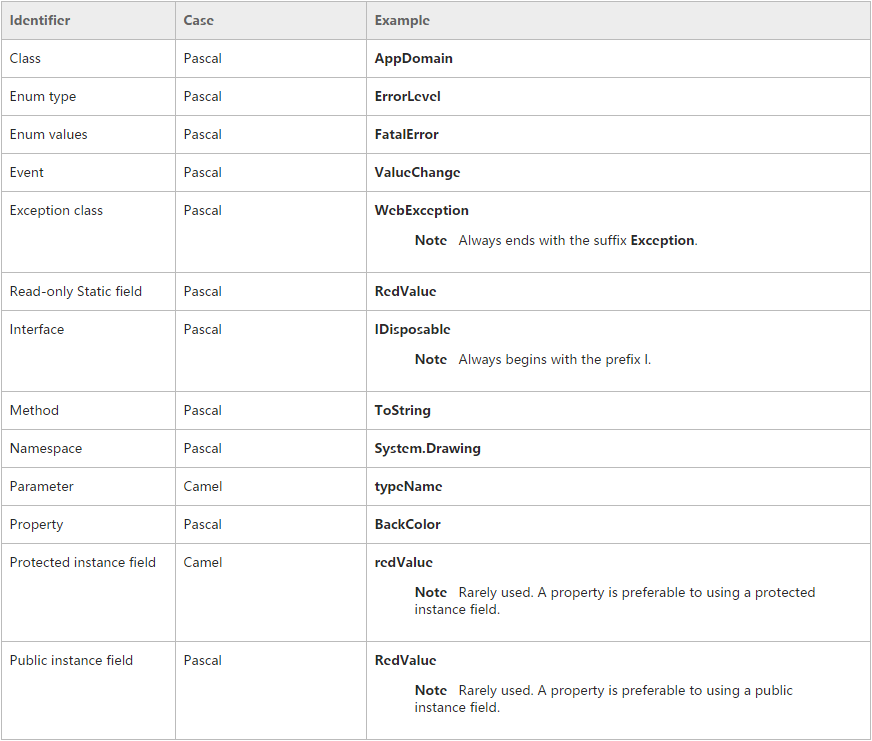 Identifier Case Example
Class Pascal AppDomain
Enum type Pascal ErrorLevel
Enum values Pascal FatalError
Event Pascal ValueChange
Exception class Pascal WebException
Note Always ends with the suffix Exception.
Read-only Static field Pascal RedValue
Interface Pascal IDisposable
Note Always begins with the prefix I.
Method Pascal ToString
Namespace Pascal System.Drawing
Parameter Camel typeName
Property Pascal BackColor
Protected instance field Camel redValue
Note Rarely used. A property is preferable to using a protected
instance field.
Public instance field Pascal RedValue
Note Rarely used. A property is preferable to using a public
instance field.